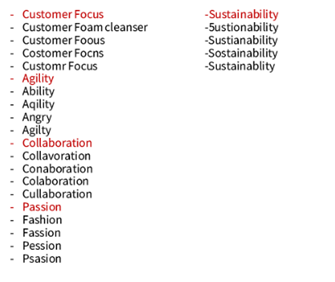 - Customer Focus
- Customer Foam cleanser
- Customer Foous
- Costomer Focns
- Customr Focus
- Agility
- Ability
- Aqility
- Angry
- Agilty
- Collaboration
- Collavoration
- Conaboration
- Colaboration
- Cullaboration
- Passion
- Fashion
- Fassion
- Pession
- Psasion
-Sustainability
-5ustionability
-Sustianability
-Sostainability
-Sustainablity